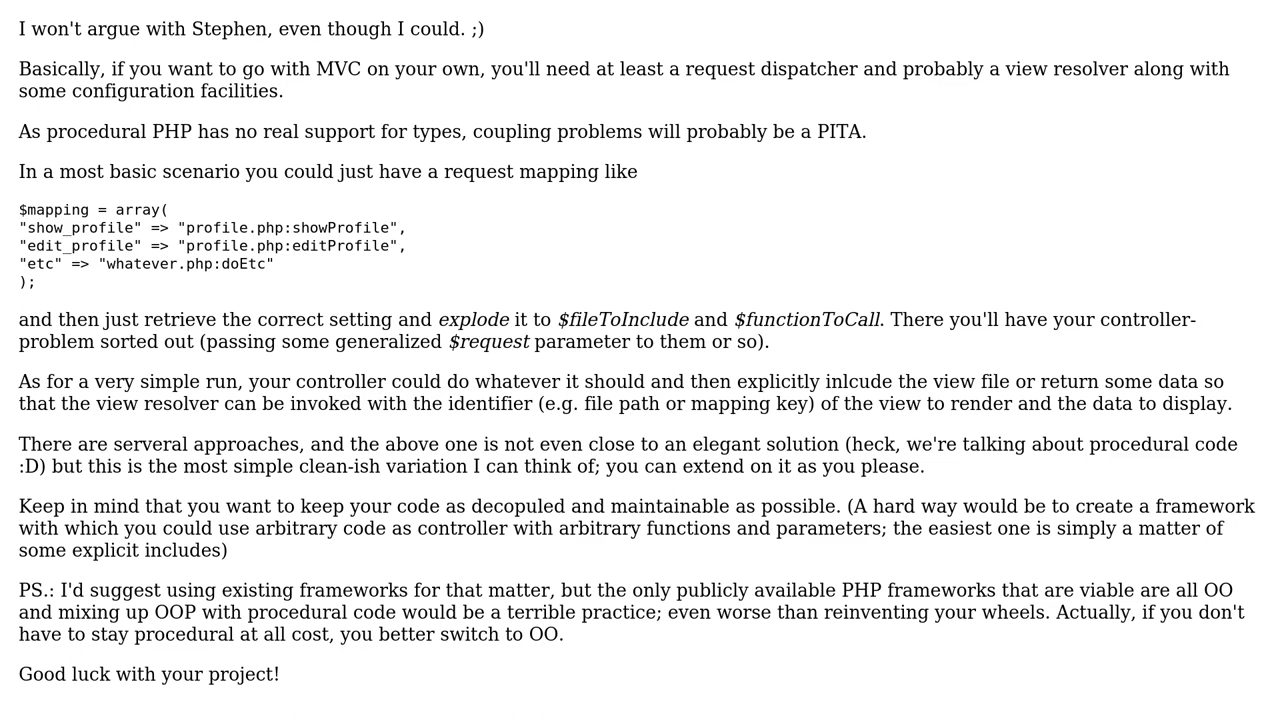 I won't argue with Stephen, even though I could. ;)
Basically, if you want to go with MVC on your own, you'll need at least a request dispatcher and probably a view resolver along with
some configuration facilities.
As procedural PHP has no real support for types, coupling problems will probably be a PITA.
In a most basic scenario you could just have a request mapping like
$mapping = array(
"show_profile" => "profile.php:showProfile",
"edit_profile" => "profile.php:editProfile",
"etc" => "whatever.php:doEtc"
);
and then just retrieve the correct setting and explode it to $fileToInclude and $functionToCall. There you'll have your controller-
problem sorted out (passing some generalized $request parameter to them or so).
As for a very simple run, your controller could do whatever it should and then explicitly inlcude the view file or return some data so
that the view resolver can be invoked with the identifier (e.g. file path or mapping key) of the view to render and the data to display.
There are serveral approaches, and the above one is not even close to an elegant solution (heck, we're talking about procedural code
:D) but this is the most simple clean-ish variation I can think of; you can extend on it as you please.
Keep in mind that you want to keep your code as decopuled and maintainable as possible. (A hard way would be to create a framework
with which you could use arbitrary code as controller with arbitrary functions and parameters; the easiest one is simply a matter of
some explicit includes)
PS.: I'd suggest using existing frameworks for that matter, but the only publicly available PHP frameworks that are viable are all OO
and mixing up OOP with procedural code would be a terrible practice; even worse than reinventing your wheels. Actually, if you don't
have to stay procedural at all cost, you better switch to OO.
Good luck with your project!